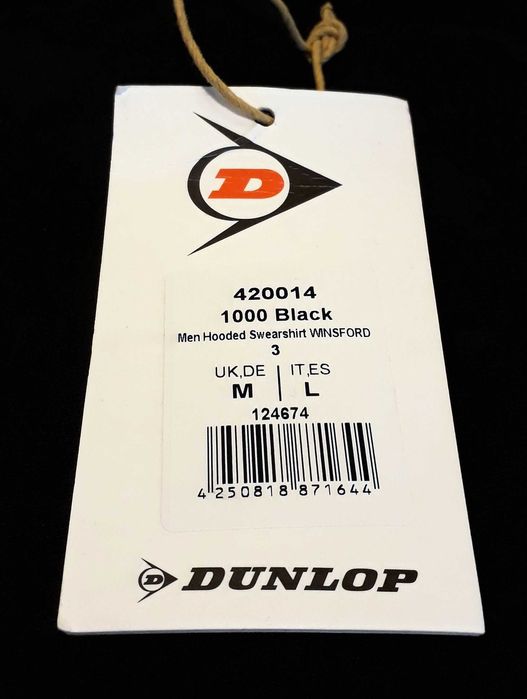 D
420014
1000 Black
Men Hooded Swearshirt WINSFORD
3
UK,DE | IT,ES
M | L
124674
4 250818 871644
D DUNLOP